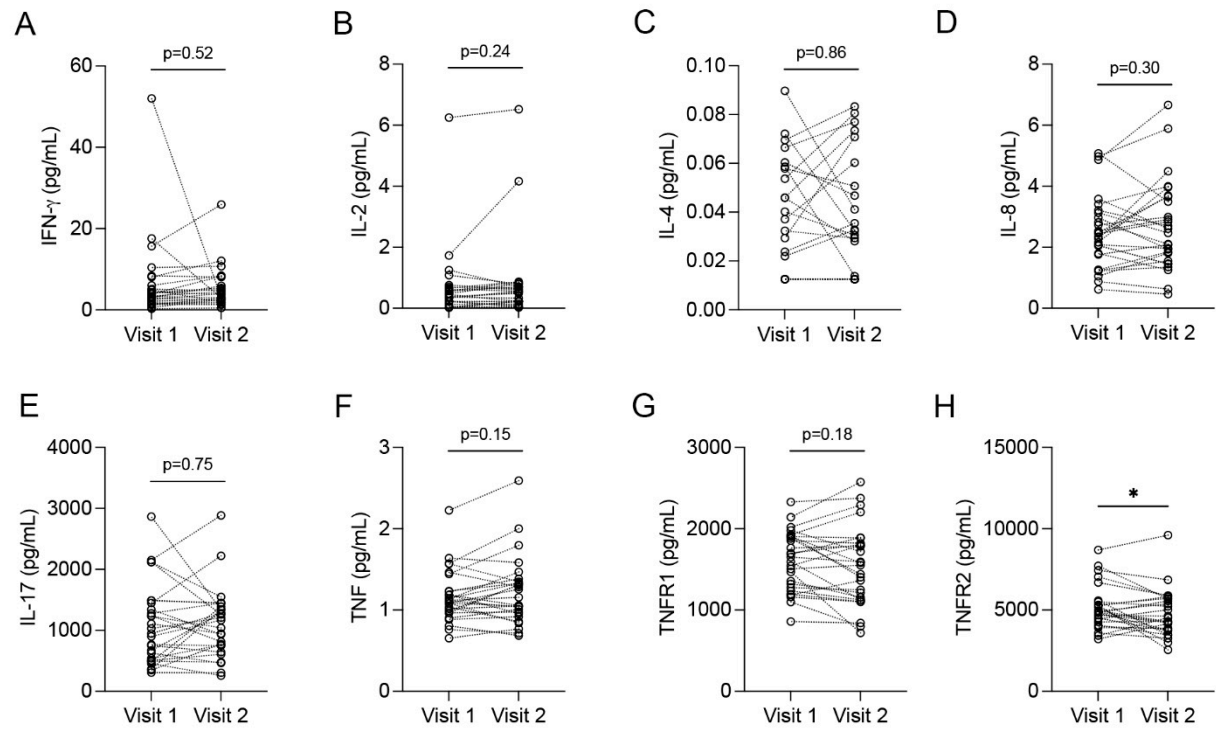 A
p=0.52
60
40
20
0
IFN-γ (pg/mL)
Visit 1 Visit 2
B
p=0.24
8
6
4
2
0
IL-2 (pg/mL)
Visit 1 Visit 2
C
p=0.86
0.10
0.08
0.06
0.04
0.02
0.00
IL-4 (pg/mL)
Visit 1 Visit 2
D
p=0.30
8
6
4
2
0
IL-8 (pg/mL)
Visit 1 Visit 2
E
p=0.75
4000
3000
2000
1000
0
IL-17 (pg/mL)
Visit 1 Visit 2
F
p=0.15
3
2
1
0
TNF (pg/mL)
Visit 1 Visit 2
G
p=0.18
3000
2000
1000
0
TNFR1 (pg/mL)
Visit 1 Visit 2
H
*
15000
10000
5000
0
TNFR2 (pg/mL)
Visit 1 Visit 2